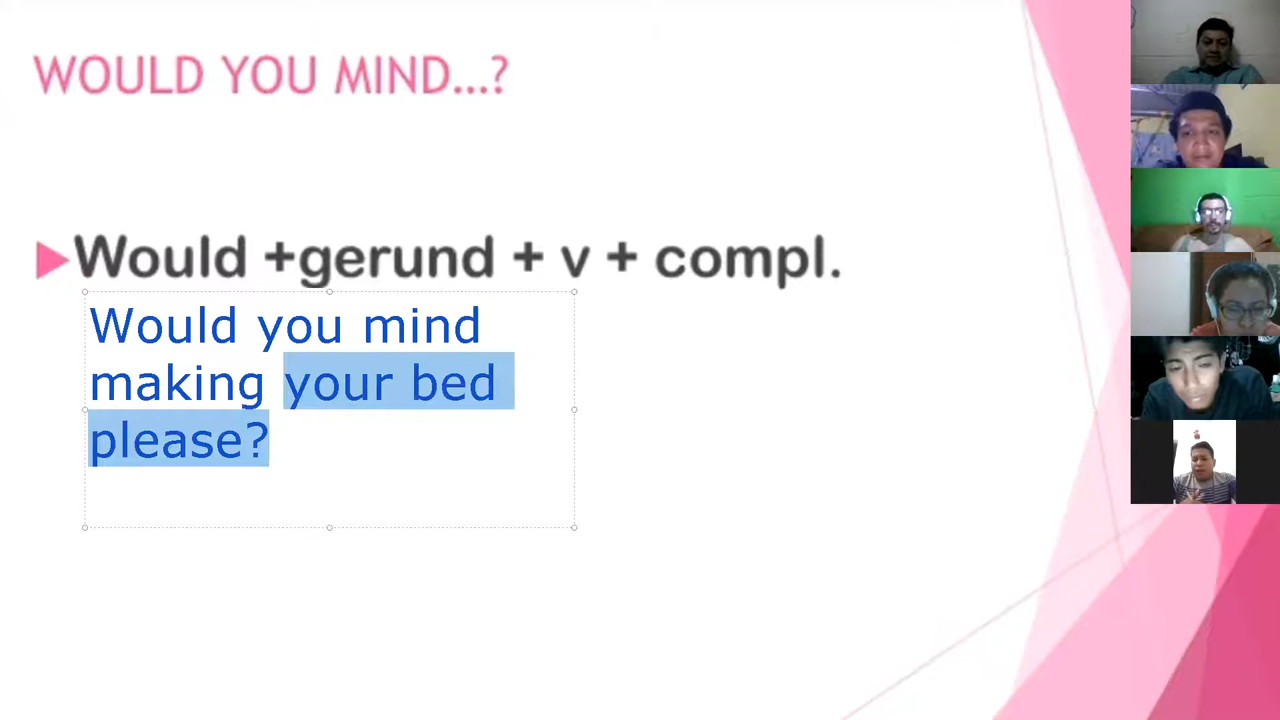 WOULD YOU MIND...?
Would +gerund + v + compl.
Would you mind
making your bed
please?